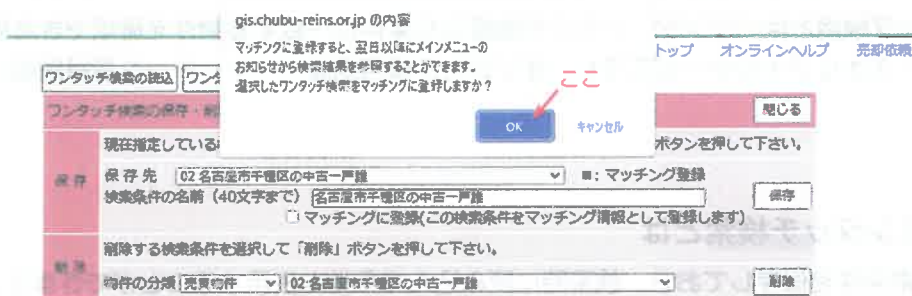 gis.chubu-reins.or.jp の内容
マッチングに登録すると、翌日以降にメインメニューの
お知らせから検索結果を参照することができます。
選択したワンタッチ検索をマッチングに登録しますか？
ここ
OK キャンセル
トップ オンラインヘルプ 売却依頼
ワンタッチ検索の読込 ワンタ
ワンタッチ検索の保存・削
閉じる
現在指定している
ボタンを押して下さい。
保存
保存先 02 名古屋市千種区の中古一戸建 ■：マッチング登録
検索条件の名前（40文字まで） 名古屋市千種区の中古一戸建
保存
マッチングに登録(この検索条件をマッチング情報として登録します)
削除
削除する検索条件を選択して「削除」ボタンを押して下さい。
物件の分類 売買物件 02 名古屋市千種区の中古一戸建 削除